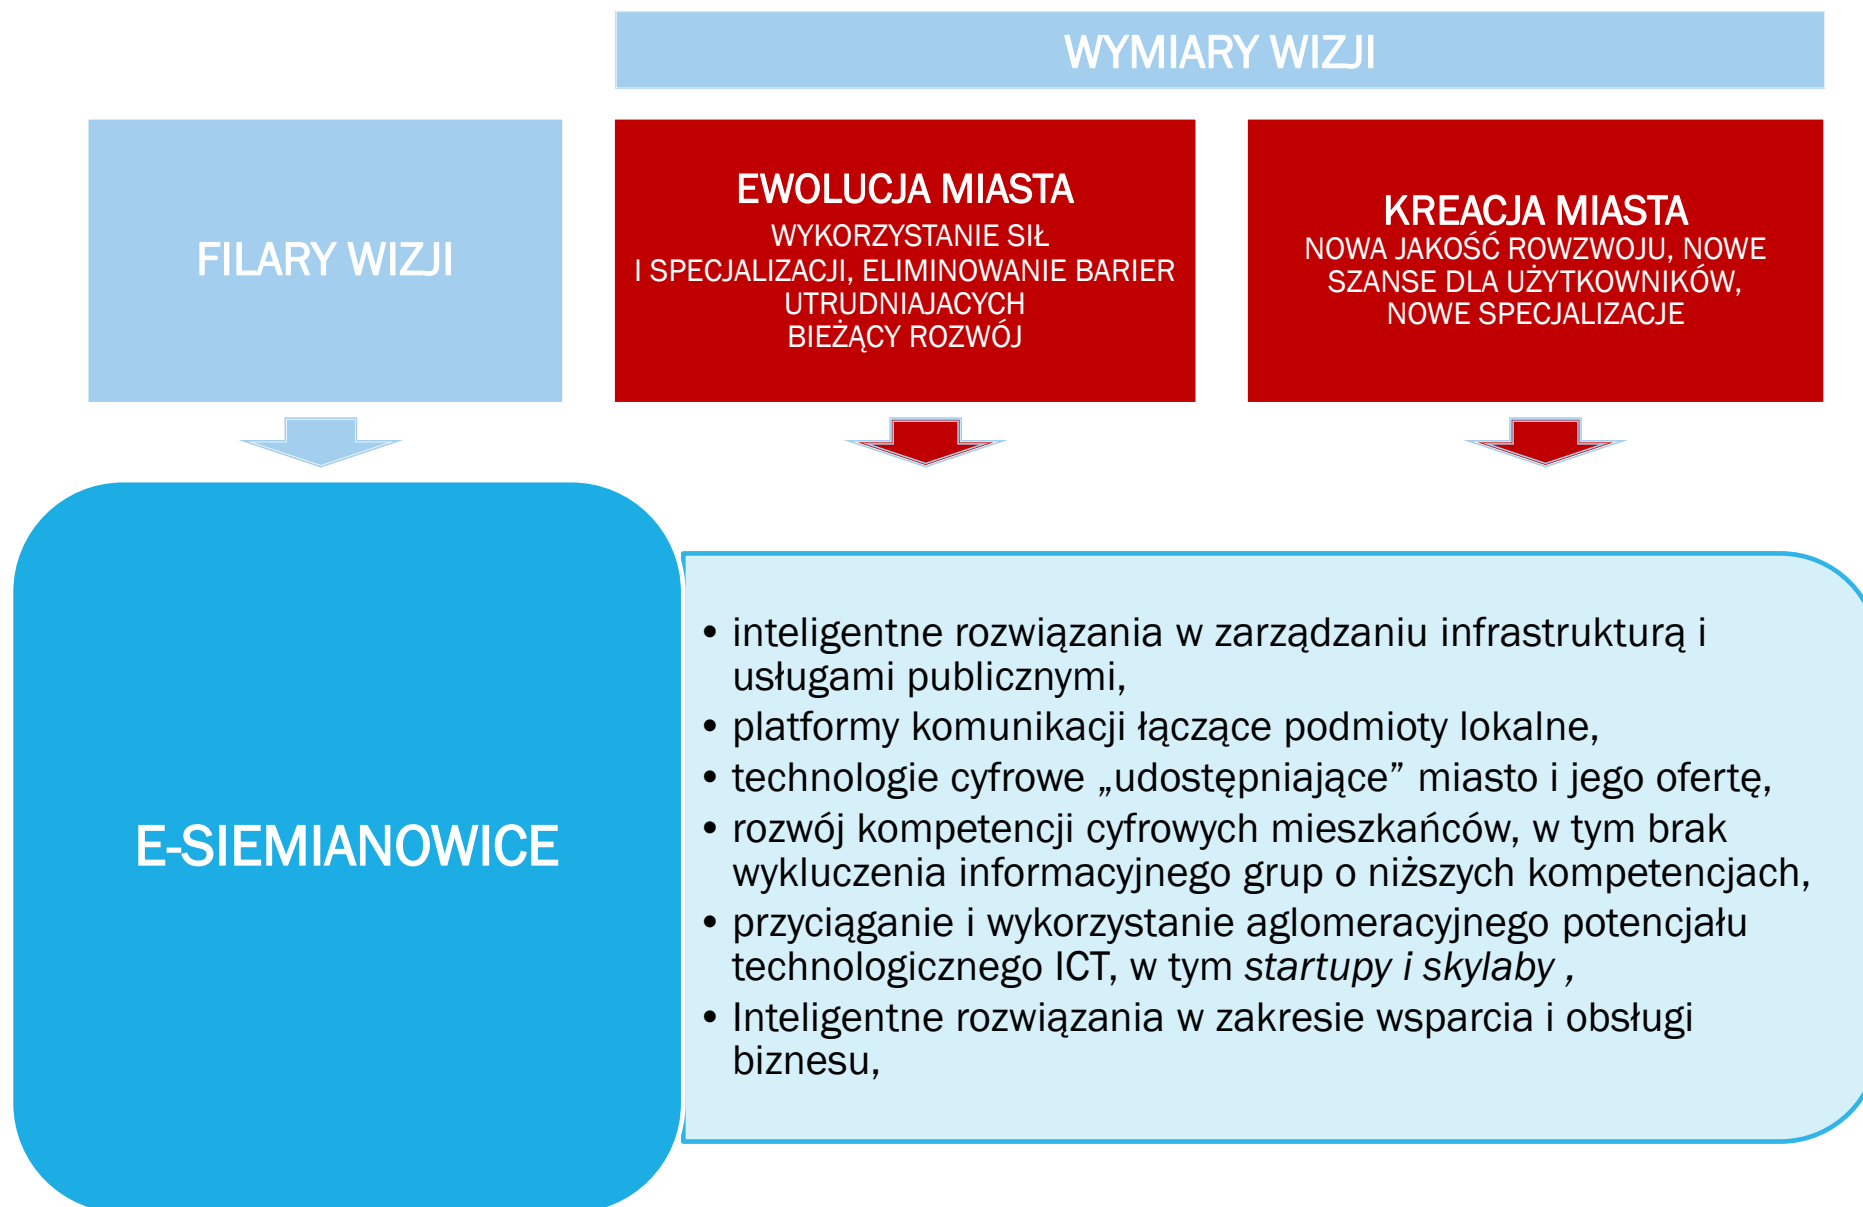 WYMIARY WIZJI
FILARY WIZJI
EWOLUCJA MIASTA
WYKORZYSTANIE SIŁ
I SPECJALIZACJI, ELIMINOWANIE BARIER
UTRUDNIAJACYCH
BIEŻĄCY ROZWÓJ
KREACJA MIASTA
NOWA JAKOŚĆ ROWZWOJU, NOWE
SZANSE DLA UŻYTKOWNIKÓW,
NOWE SPECJALIZACJE
E-SIEMIANOWICE
• inteligentne rozwiązania w zarządzaniu infrastrukturą i
usługami publicznymi,
• platformy komunikacji łączące podmioty lokalne,
• technologie cyfrowe „udostępniające” miasto i jego ofertę,
• rozwój kompetencji cyfrowych mieszkańców, w tym brak
wykluczenia informacyjnego grup o niższych kompetencjach,
• przyciąganie i wykorzystanie aglomeracyjnego potencjału
technologicznego ICT, w tym startupy i skylaby ,
• Inteligentne rozwiązania w zakresie wsparcia i obsługi
biznesu,